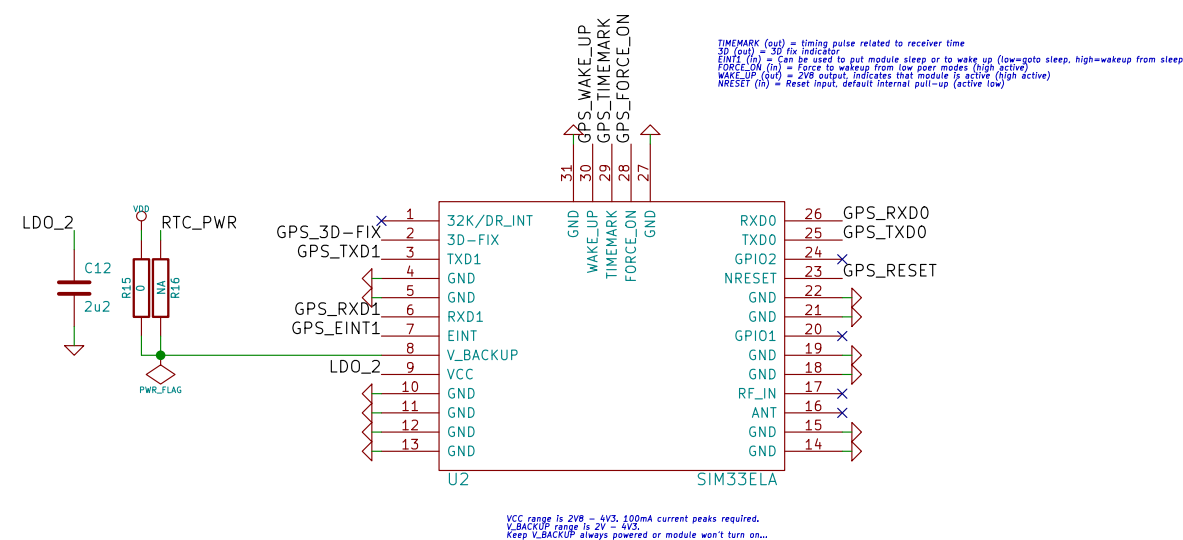 TIMEMARK (out) = timing pulse related to receiver time
3D (out) = 3D fix indicator
EINT1 (in) = Can be used to put module sleep or to wake up (low=goto sleep, high=wakeup from sleep
FORCE_ON (in) = Force to wakeup from low poer modes (high active)
WAKE_UP (out) = 2V8 output, indicates that module is active (high active)
NRESET (in) = Reset input, default internal pull-up (active low)
GPS_WAKE_UP
GPS_TIMEMARK
GPS_FORCE_ON
31
30
29
28
27
GND
WAKE_UP
TIMEMARK
FORCE_ON
GND
LDO_2
C12
2u2
VDD
RTC_PWR
R15
0
NA
R16
PWR_FLAG
1 32K/DR_INT
GPS_3D-FIX 2 3D-FIX
GPS_TXD1 3 TXD1
4 GND
5 GND
GPS_RXD1 6 RXD1
GPS_EINT1 7 EINT
8 V_BACKUP
LDO_2 9 VCC
10 GND
11 GND
12 GND
13 GND
RXD0 26 GPS_RXD0
TXD0 25 GPS_TXD0
GPIO2 24
NRESET 23 GPS_RESET
GND 22
GND 21
GPIO1 20
GND 19
GND 18
RF_IN 17
ANT 16
GND 15
GND 14
U2
SIM33ELA
VCC range is 2V8 - 4V3. 100mA current peaks required.
V_BACKUP range is 2V - 4V3.
Keep V_BACKUP always powered or module won't turn on...